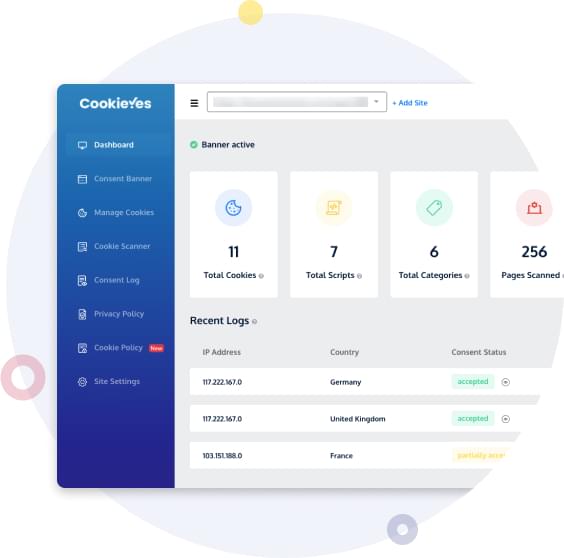 CookieYes
+ Add Site
Dashboard
Consent Banner
Manage Cookies
Cookie Scanner
Consent Log
Privacy Policy
Cookie Policy New
Site Settings
Banner active
11
Total Cookies
7
Total Scripts
6
Total Categories
256
Pages Scanned
Recent Logs
IP Address Country Consent Status
117.222.167.0 Germany accepted
117.222.167.0 United Kingdom accepted
103.151.188.0 France partially acce